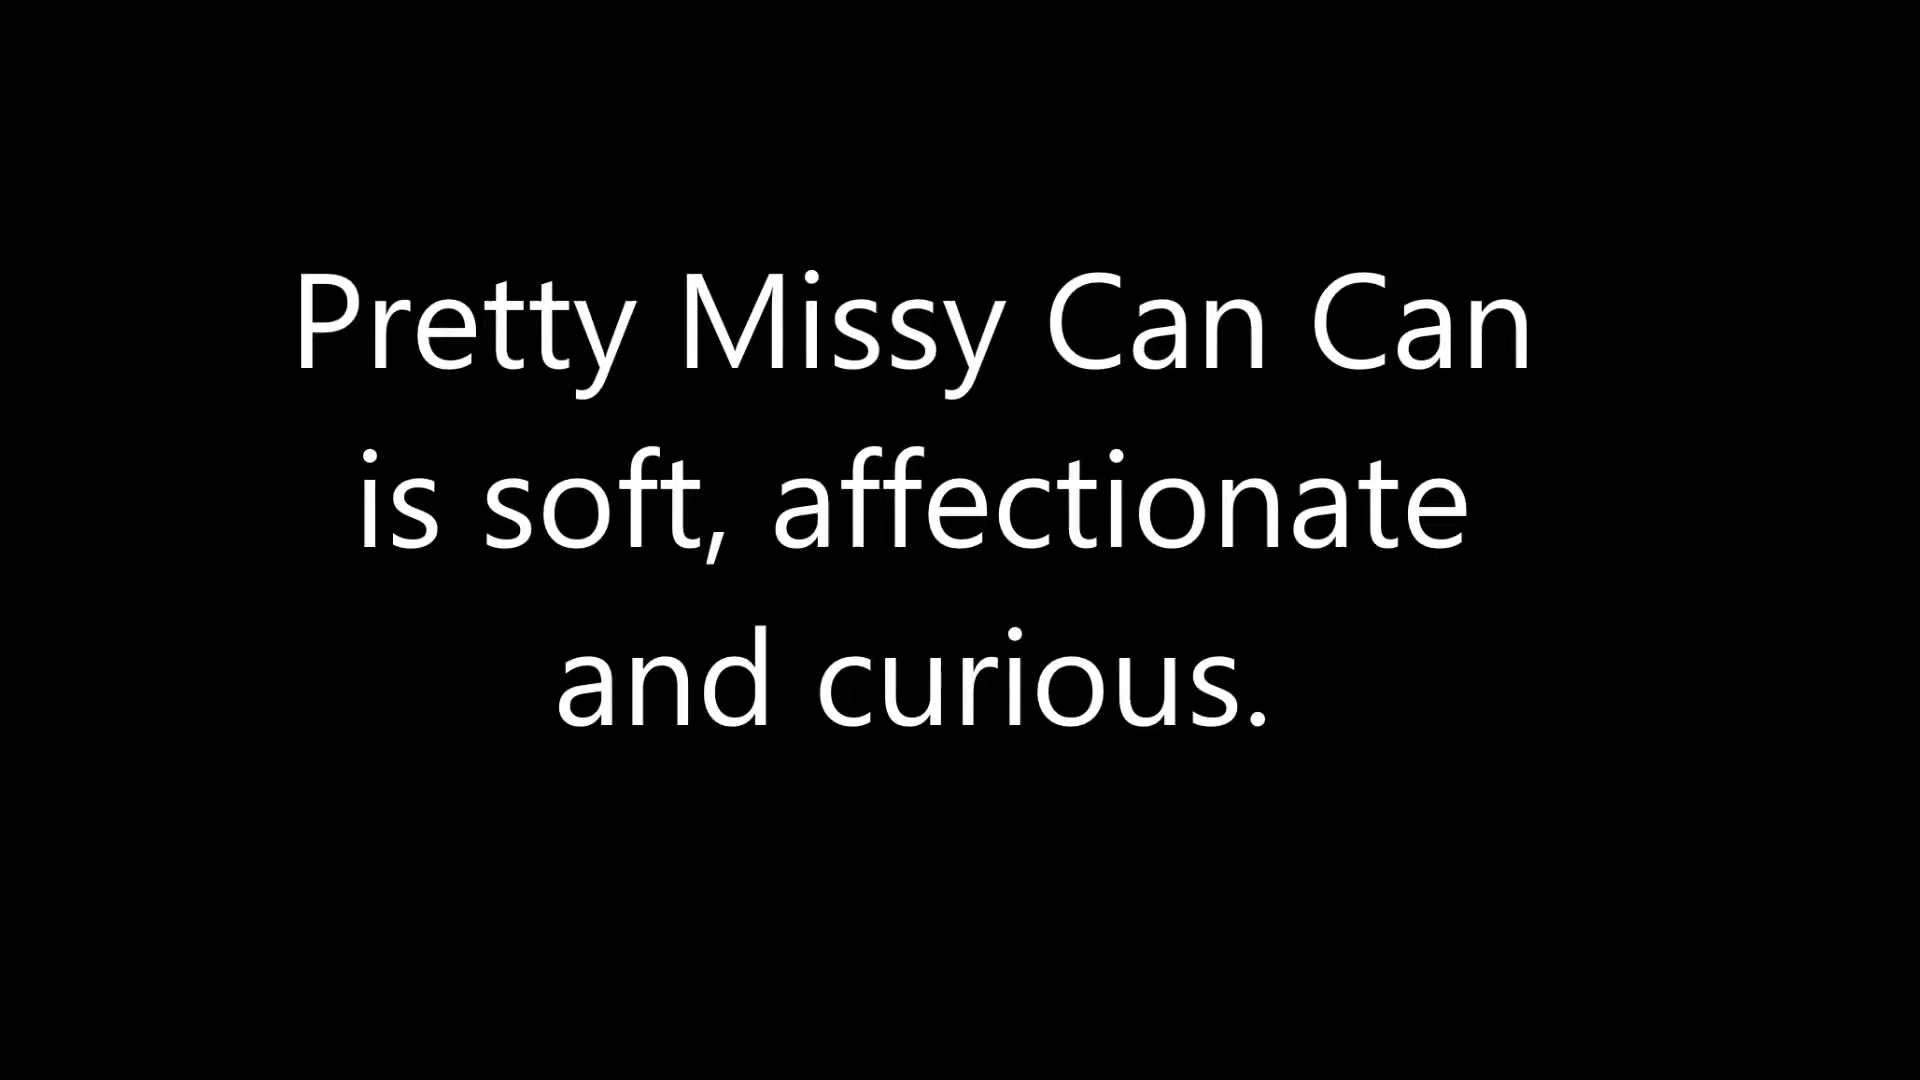 Pretty Missy Can Can
is soft, affectionate
and curious.